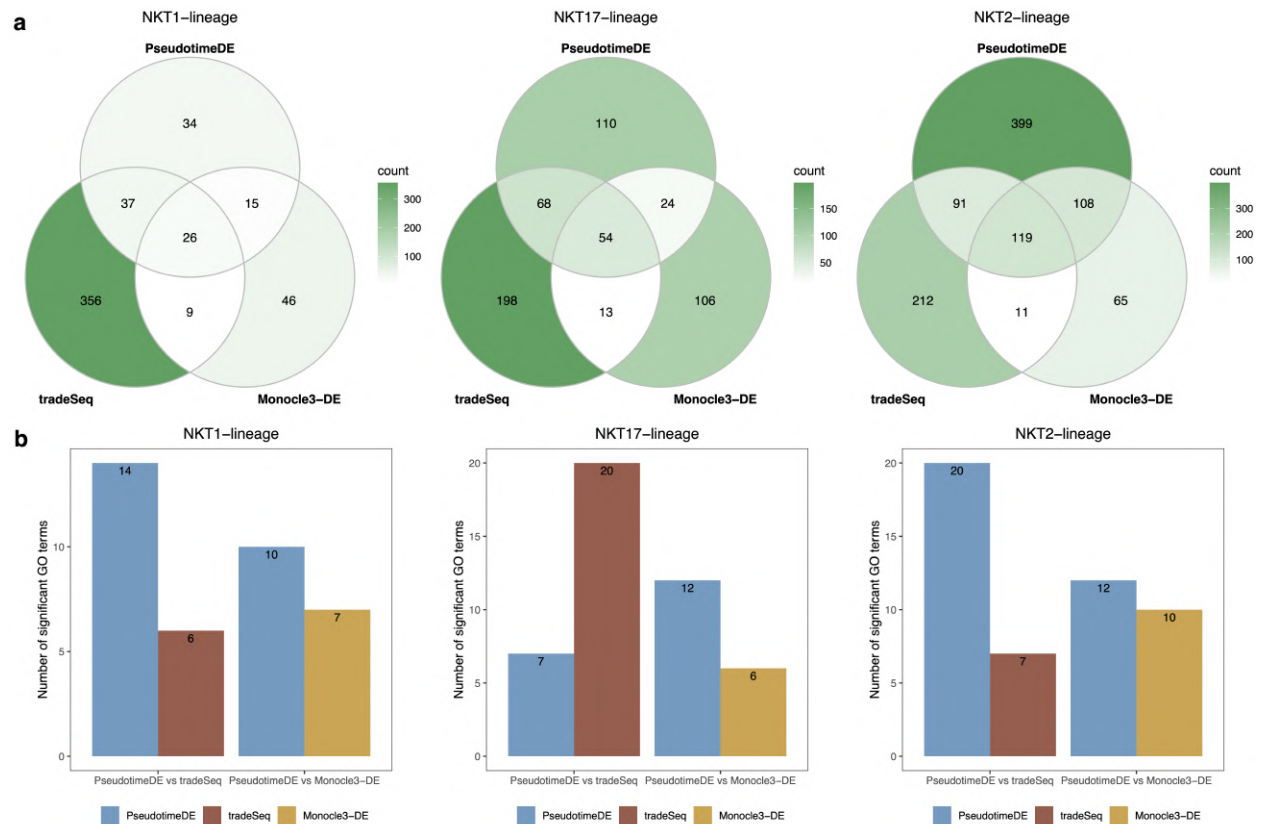 a
NKT1−lineage
PseudotimeDE
34
37
15
26
356
9
46
tradeSeq
Monocle3−DE
count
300
200
100
NKT17−lineage
PseudotimeDE
110
68
24
54
198
13
106
tradeSeq
Monocle3−DE
count
150
100
50
NKT2−lineage
PseudotimeDE
399
91
108
119
212
11
65
tradeSeq
Monocle3−DE
count
300
200
100
b
NKT1−lineage
Number of significant GO terms
10
5
0
14
6
10
7
PseudotimeDE vs tradeSeq PseudotimeDE vs Monocle3−DE
PseudotimeDE tradeSeq Monocle3−DE
NKT17−lineage
Number of significant GO terms
20
15
10
5
0
7
20
12
6
PseudotimeDE vs tradeSeq PseudotimeDE vs Monocle3−DE
PseudotimeDE tradeSeq Monocle3−DE
NKT2−lineage
Number of significant GO terms
20
15
10
5
0
20
7
12
10
PseudotimeDE vs tradeSeq PseudotimeDE vs Monocle3−DE
PseudotimeDE tradeSeq Monocle3−DE